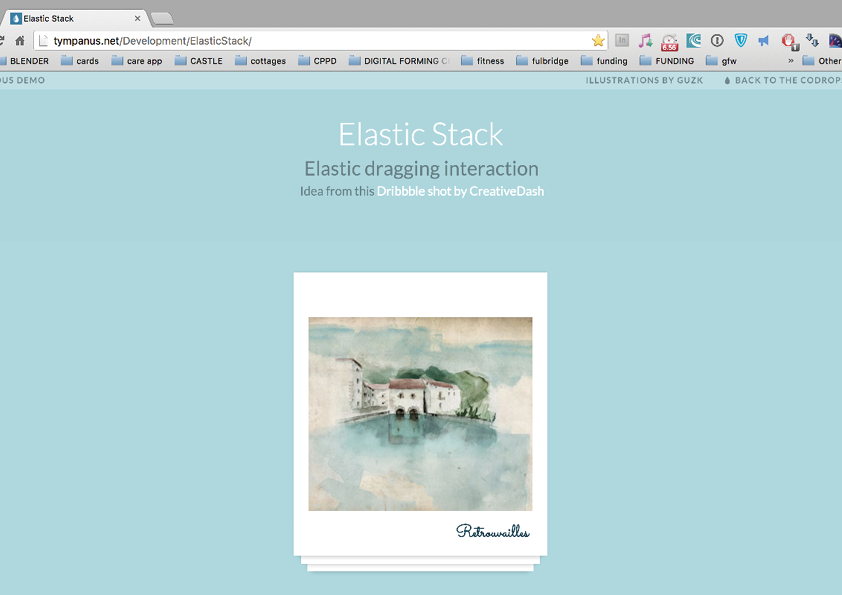 Elastic Stack
tympanus.net/Development/ElasticStack/
6.56
1
BLENDER cards care app CASTLE cottages CPPD DIGITAL FORMING fitness fulbridge funding FUNDING gfw » Other
OUS DEMO ILLUSTRATIONS BY GUZK BACK TO THE CODROP
Elastic Stack
Elastic dragging interaction
Idea from this Dribbble shot by CreativeDash
Retrouvailles